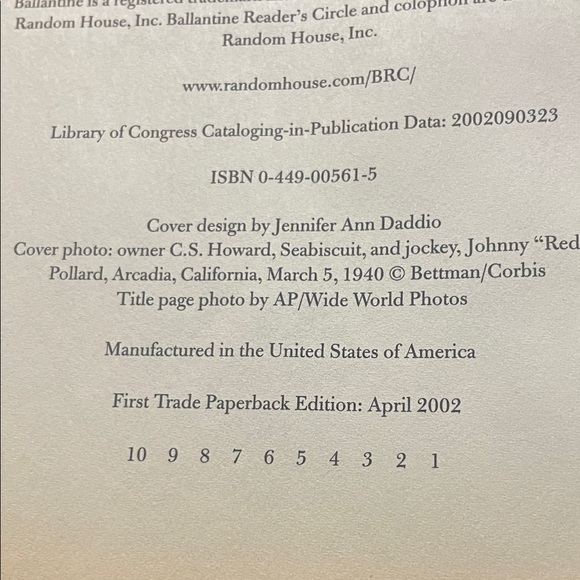 Ballantine is a registered
Random House, Inc. Ballantine Reader's Circle and colophon are
Random House, Inc.
www.randomhouse.com/BRC/
Library of Congress Cataloging-in-Publication Data: 2002090323
ISBN 0-449-00561-5
Cover design by Jennifer Ann Daddio
Cover photo: owner C.S. Howard, Seabiscuit, and jockey, Johnny “Red
Pollard, Arcadia, California, March 5, 1940 © Bettman/Corbis
Title page photo by AP/Wide World Photos
Manufactured in the United States of America
First Trade Paperback Edition: April 2002
10 9 8 7 6 5 4 3 2 1